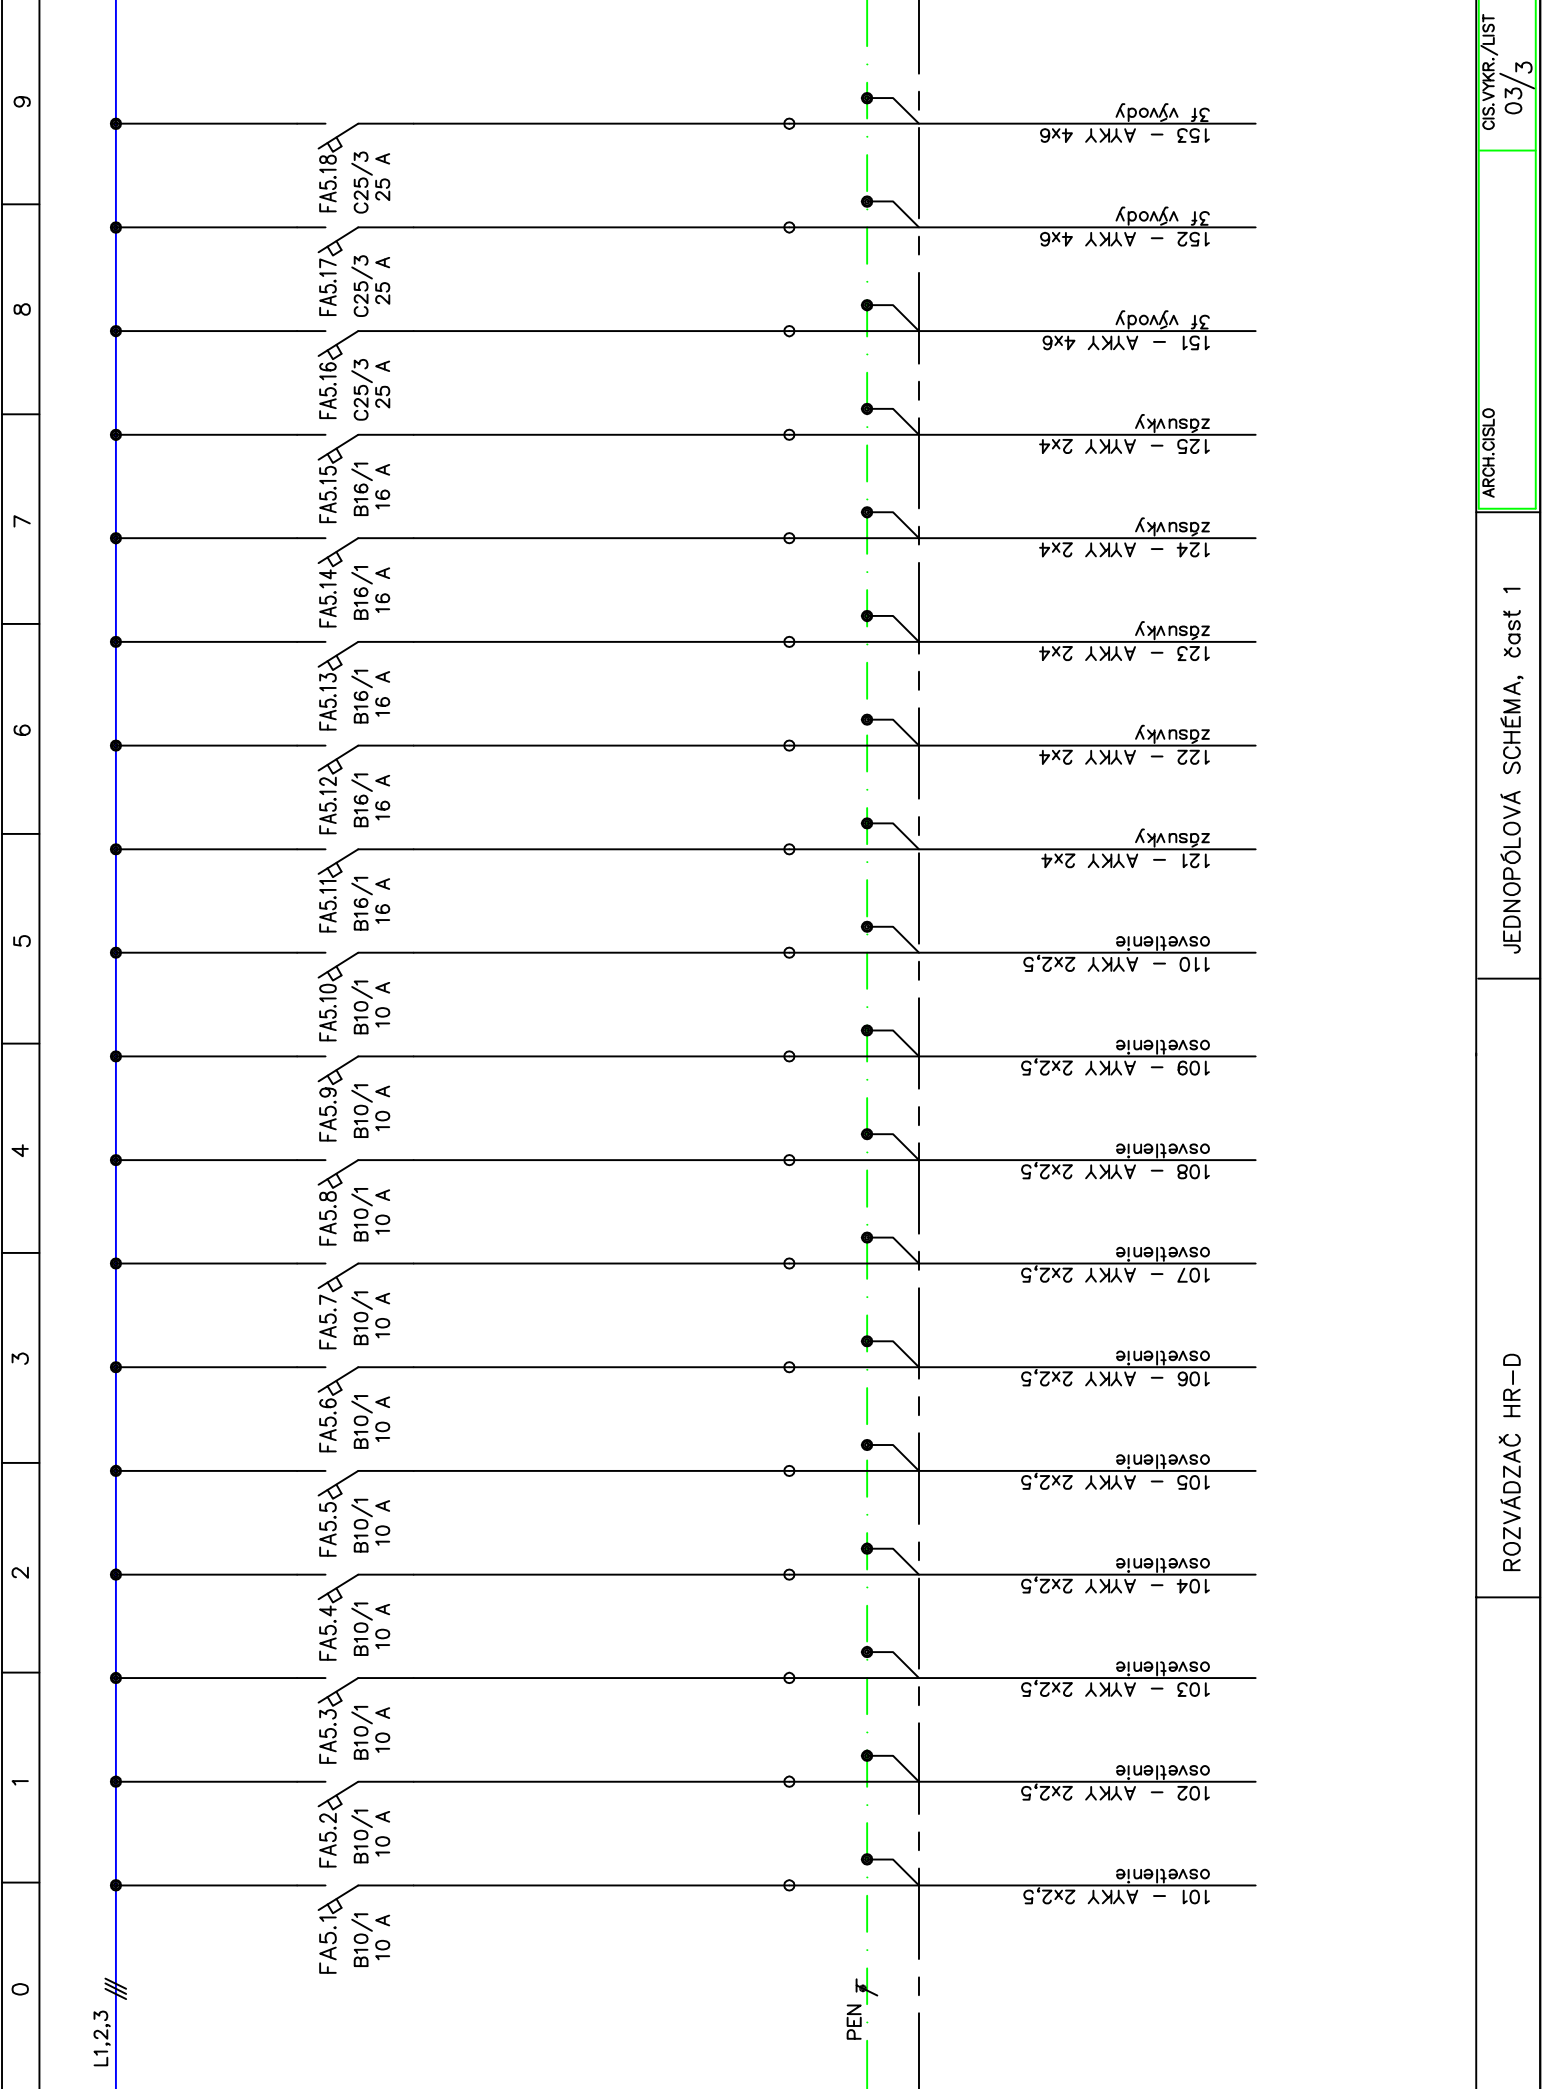 0 1 2 3 4 5 6 7 8 9
L1,2,3
FA5.1
B10/1
10 A
FA5.2
B10/1
10 A
FA5.3
B10/1
10 A
FA5.4
B10/1
10 A
FA5.5
B10/1
10 A
FA5.6
B10/1
10 A
FA5.7
B10/1
10 A
FA5.8
B10/1
10 A
FA5.9
B10/1
10 A
FA5.10
B10/1
10 A
FA5.11
B16/1
16 A
FA5.12
B16/1
16 A
FA5.13
B16/1
16 A
FA5.14
B16/1
16 A
FA5.15
B16/1
16 A
FA5.16
C25/3
25 A
FA5.17
C25/3
25 A
FA5.18
C25/3
25 A
PEN
101 – AYKY 2x2,5
osvetlenie
102 – AYKY 2x2,5
osvetlenie
103 – AYKY 2x2,5
osvetlenie
104 – AYKY 2x2,5
osvetlenie
105 – AYKY 2x2,5
osvetlenie
106 – AYKY 2x2,5
osvetlenie
107 – AYKY 2x2,5
osvetlenie
108 – AYKY 2x2,5
osvetlenie
109 – AYKY 2x2,5
osvetlenie
110 – AYKY 2x2,5
osvetlenie
121 – AYKY 2x4
zásuvky
122 – AYKY 2x4
zásuvky
123 – AYKY 2x4
zásuvky
124 – AYKY 2x4
zásuvky
125 – AYKY 2x4
zásuvky
151 – AYKY 4x6
3f vývody
152 – AYKY 4x6
3f vývody
153 – AYKY 4x6
3f vývody
ROZVÁDZAČ HR–D
JEDNOPÓLOVÁ SCHÉMA, časť 1
ARCH.CISLO
CIS.VYKR./LIST
03/3